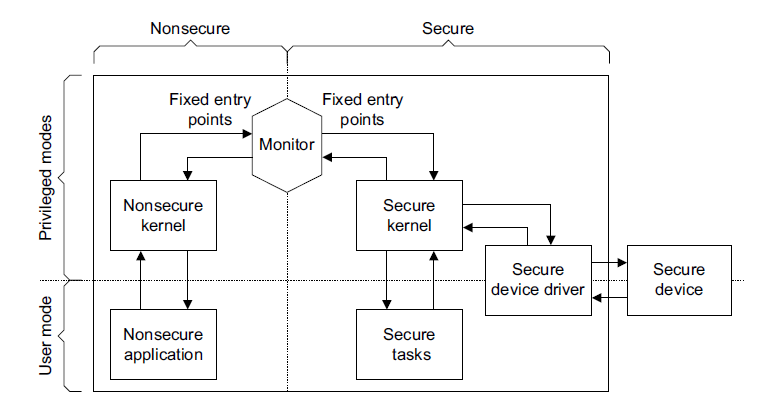 Nonsecure
Secure
Fixed entry
points
Fixed entry
points
Monitor
Privileged modes
Nonsecure
kernel
Secure
kernel
Secure
device driver
Secure
device
User mode
Nonsecure
application
Secure
tasks